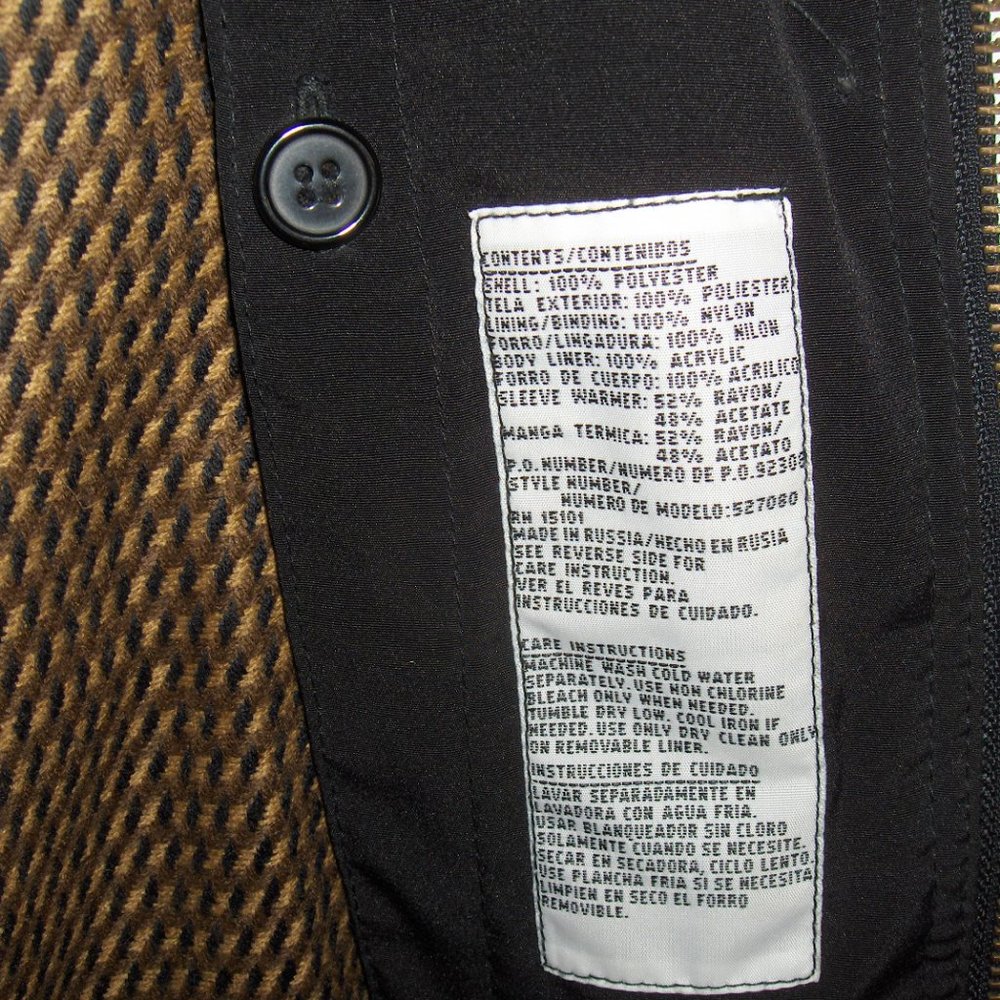 CONTENTS/CONTENIDOS
SHELL: 100% POLYESTER
TELA EXTERIOR: 100% POLIESTER
LINING/BINDING: 100% NYLON
FORRO/LINGADURA: 100% NILON
BODY LINER: 100% ACRYLIC
FORRO DE CUERPO: 100% ACRILICO
SLEEVE WARMER: 52% RAYON/
48% ACETATE
MANGA TERMICA: 52% RAYON/
48% ACETATO
P.O. NUMBER/NUMERO DE P.O. 92309
STYLE NUMBER/
NUMERO DE MODELO: 527080
RN 15101
MADE IN RUSSIA/HECHO EN RUSIA
SEE REVERSE SIDE FOR
CARE INSTRUCTION.
VER EL REVES PARA
INSTRUCCIONES DE CUIDADO.
CARE INSTRUCTIONS
MACHINE WASH COLD WATER
SEPARATELY. USE NON CHLORINE
BLEACH ONLY WHEN NEEDED.
TUMBLE DRY LOW. COOL IRON IF
NEEDED. USE ONLY DRY CLEAN ONLY
ON REMOVABLE LINER.
INSTRUCCIONES DE CUIDADO
LAVAR SEPARADAMENTE EN
LAVADORA CON AGUA FRIA.
USAR BLANQUEADOR SIN CLORO
SOLAMENTE CUANDO SE NECESITE.
SECAR EN SECADORA, CICLO LENTO.
USE PLANCHA FRIA SI SE NECESITA
LIMPIEN EN SECO EL FORRO
REMOVIBLE.